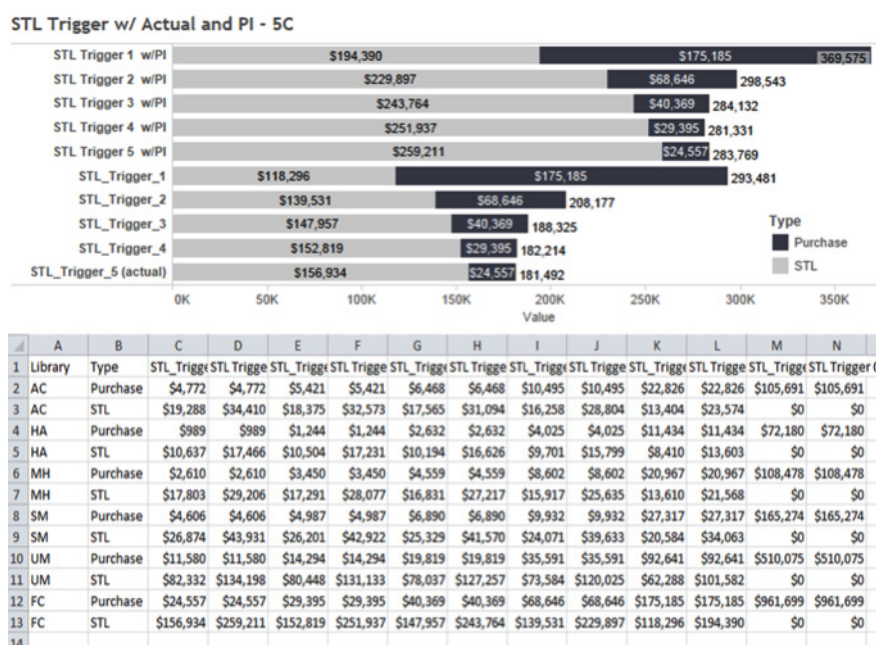 STL Trigger w/ Actual and PI - 5C
STL Trigger 1 w/PI $194,390 $175,185 369,575
STL Trigger 2 w/PI $229,897 $68,646 298,543
STL Trigger 3 w/PI $243,764 $40,369 284,132
STL Trigger 4 w/PI $251,937 $29,395 281,331
STL Trigger 5 w/PI $259,211 $24,557 283,769
STL_Trigger_1 $118,296 $175,185 293,481
STL_Trigger_2 $139,531 $68,646 208,177
STL_Trigger_3 $147,957 $40,369 188,325
STL_Trigger_4 $152,819 $29,395 182,214
STL_Trigger_5 (actual) $156,934 $24,557 181,492
Type
Purchase
STL
0K 50K 100K 150K 200K 250K 300K 350K
Value
A B C D E F G H I J K L M N
1 Library Type STL_Trigge STL Trigge STL_Trigge STL Trigge STL_Trigge STL Trigge STL_Trigge STL Trigge STL_Trigge STL Trigge STL_Trigge STL Trigger
2 AC Purchase $4,772 $4,772 $5,421 $5,421 $6,468 $6,468 $10,495 $10,495 $22,826 $22,826 $105,691 $105,691
3 AC STL $19,288 $34,410 $18,375 $32,573 $17,565 $31,094 $16,258 $28,804 $13,404 $23,574 $0 $0
4 HA Purchase $989 $989 $1,244 $1,244 $2,632 $2,632 $4,025 $4,025 $11,434 $11,434 $72,180 $72,180
5 HA STL $10,637 $17,466 $10,504 $17,231 $10,194 $16,626 $9,701 $15,799 $8,410 $13,603 $0 $0
6 MH Purchase $2,610 $2,610 $3,450 $3,450 $4,559 $4,559 $8,602 $8,602 $20,967 $20,967 $108,478 $108,478
7 MH STL $17,803 $29,206 $17,291 $28,077 $16,831 $27,217 $15,917 $25,635 $13,610 $21,568 $0 $0
8 SM Purchase $4,606 $4,606 $4,987 $4,987 $6,890 $6,890 $9,932 $9,932 $27,317 $27,317 $165,274 $165,274
9 SM STL $26,874 $43,931 $26,201 $42,922 $25,329 $41,570 $24,071 $39,633 $20,584 $34,063 $0 $0
10 UM Purchase $11,580 $11,580 $14,294 $14,294 $19,819 $19,819 $35,591 $35,591 $92,641 $92,641 $510,075 $510,075
11 UM STL $82,332 $134,198 $80,448 $131,133 $78,037 $127,257 $73,584 $120,025 $62,288 $101,582 $0 $0
12 FC Purchase $24,557 $24,557 $29,395 $29,395 $40,369 $40,369 $68,646 $68,646 $175,185 $175,185 $961,699 $961,699
13 FC STL $156,934 $259,211 $152,819 $251,937 $147,957 $243,764 $139,531 $229,897 $118,296 $194,390 $0 $0
14